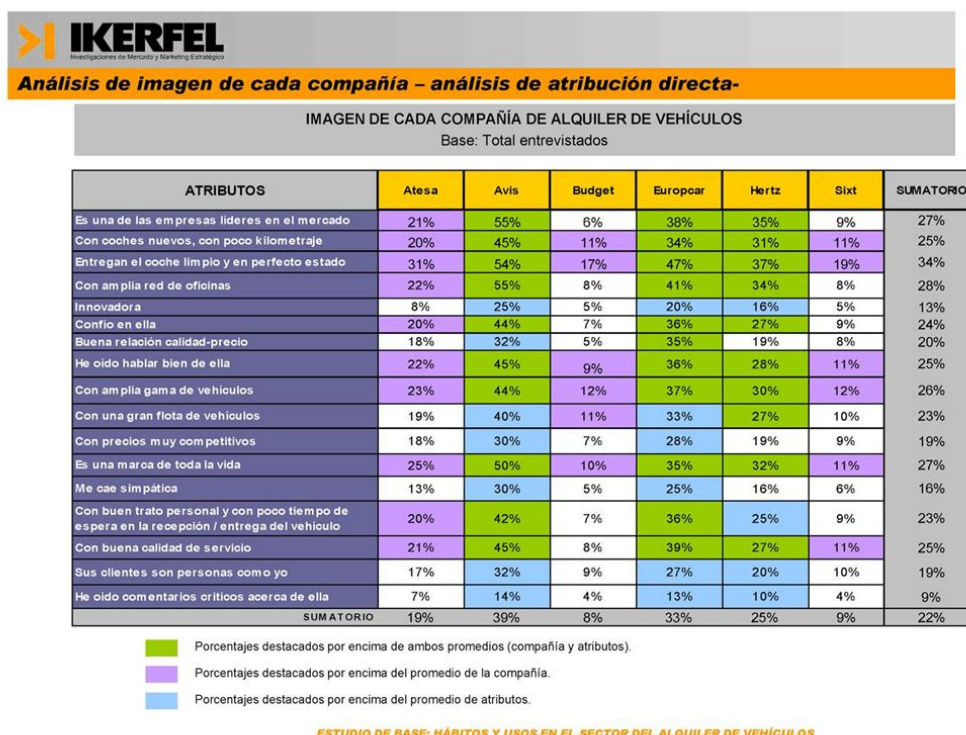 IKERFEL
Investigaciones de Mercado y Marketing Estratégico
Análisis de imagen de cada compañía – análisis de atribución directa-
IMAGEN DE CADA COMPAÑÍA DE ALQUILER DE VEHÍCULOS
Base: Total entrevistados
ATRIBUTOS Atesa Avis Budget Europcar Hertz Sixt SUMATORIO
Es una de las empresas lideres en el mercado 21% 55% 6% 38% 35% 9% 27%
Con coches nuevos, con poco kilometraje 20% 45% 11% 34% 31% 11% 25%
Entregan el coche limpio y en perfecto estado 31% 54% 17% 47% 37% 19% 34%
Con amplia red de oficinas 22% 55% 8% 41% 34% 8% 28%
Innovadora 8% 25% 5% 20% 16% 5% 13%
Confio en ella 20% 44% 7% 36% 27% 9% 24%
Buena relación calidad-precio 18% 32% 5% 35% 19% 8% 20%
He oido hablar bien de ella 22% 45% 9% 36% 28% 11% 25%
Con amplia gama de vehiculos 23% 44% 12% 37% 30% 12% 26%
Con una gran flota de vehiculos 19% 40% 11% 33% 27% 10% 23%
Con precios muy competitivos 18% 30% 7% 28% 19% 9% 19%
Es una marca de toda la vida 25% 50% 10% 35% 32% 11% 27%
Me cae simpática 13% 30% 5% 25% 16% 6% 16%
Con buen trato personal y con poco tiempo de
espera en la recepción / entrega del vehiculo 20% 42% 7% 36% 25% 9% 23%
Con buena calidad de servicio 21% 45% 8% 39% 27% 11% 25%
Sus clientes son personas como yo 17% 32% 9% 27% 20% 10% 19%
He oido comentarios criticos acerca de ella 7% 14% 4% 13% 10% 4% 9%
SUMATORIO 19% 39% 8% 33% 25% 9% 22%
Porcentajes destacados por encima de ambos promedios (compañía y atributos).
Porcentajes destacados por encima del promedio de la compañía.
Porcentajes destacados por encima del promedio de atributos.
ESTUDIO DE BASE: HÁBITOS Y USOS EN EL SECTOR DEL ALQUILER DE VEHÍCULOS